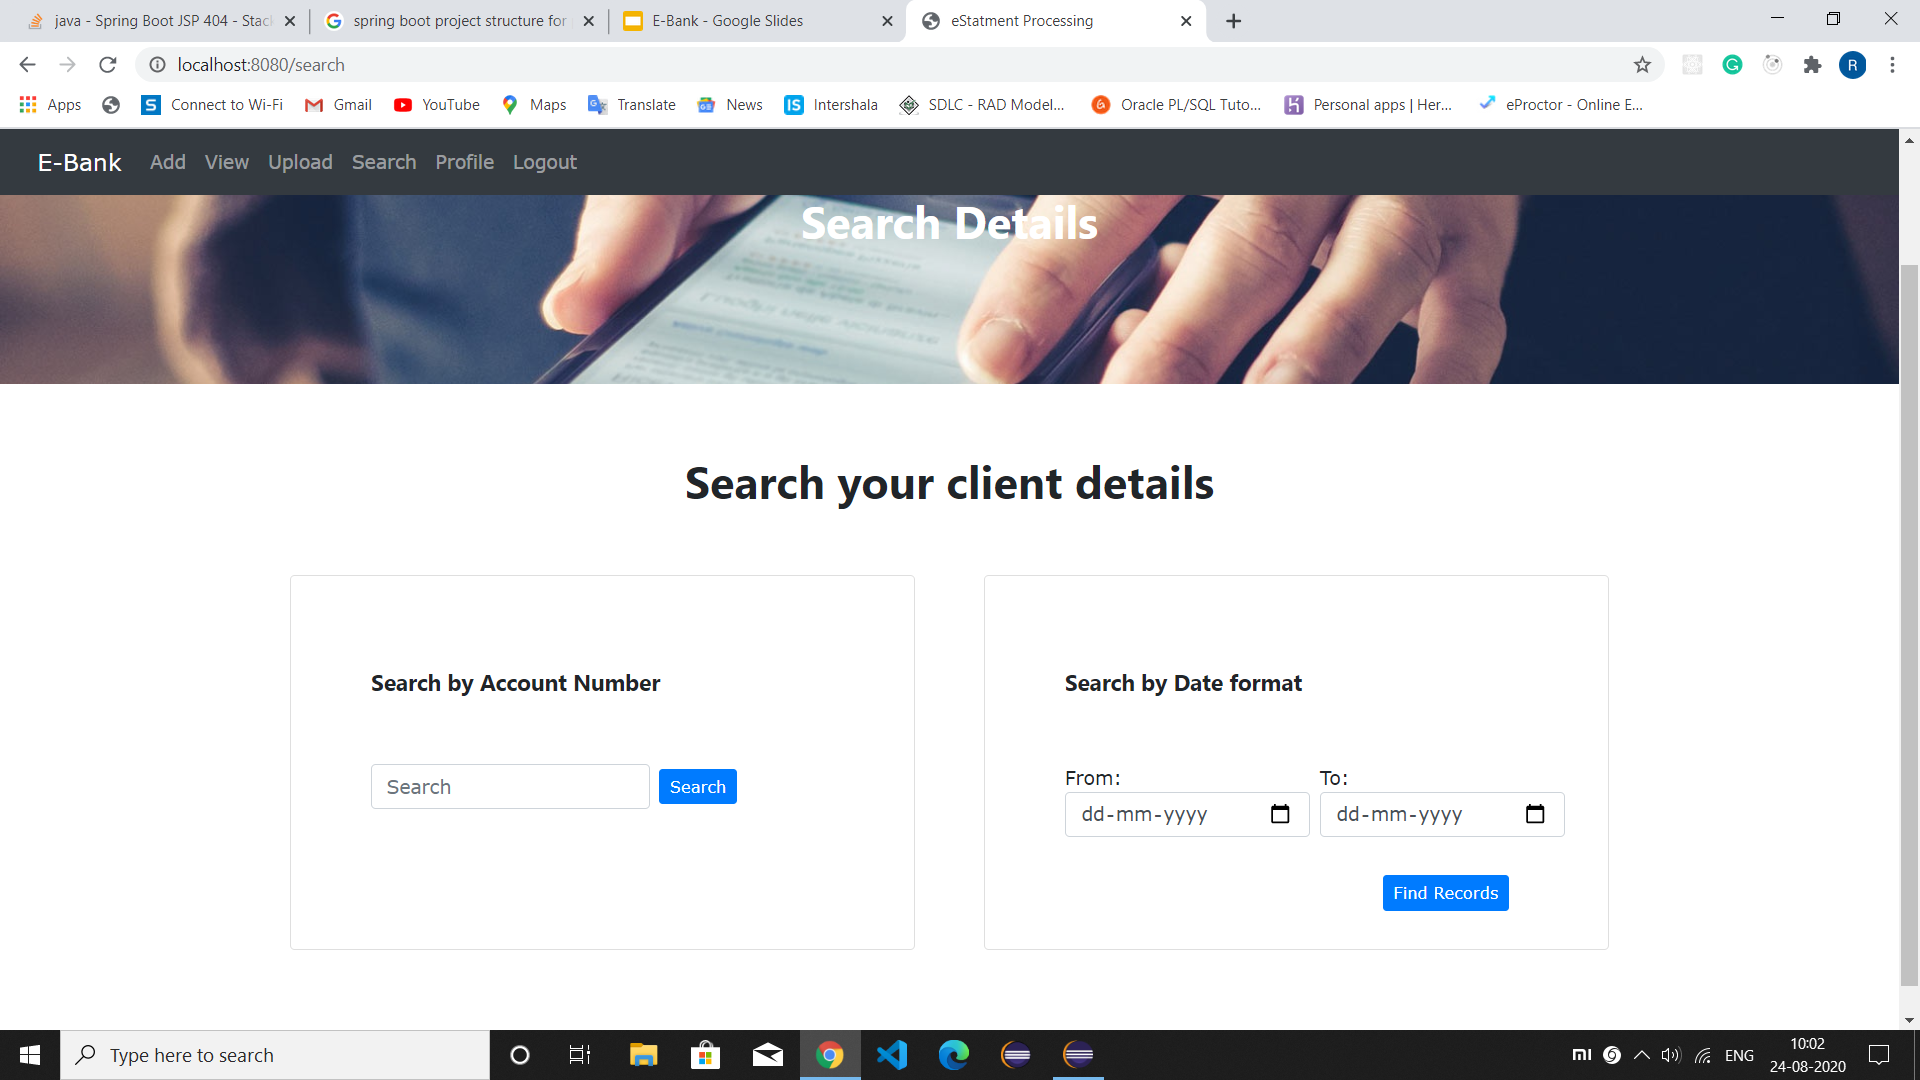 java - Spring Boot JSP 404 - Stac
spring boot project structure for
E-Bank - Google Slides
eStatment Processing
localhost:8080/search
R
Apps
Connect to Wi-Fi
Gmail
YouTube
Maps
Translate
News
Intershala
SDLC - RAD Model...
Oracle PL/SQL Tuto...
Personal apps | Her...
eProctor - Online E...
E-Bank Add View Upload Search Profile Logout
Search Details
Search your client details
Search by Account Number
Search
Search
Search by Date format
From: To:
dd-mm-yyyy dd-mm-yyyy
Find Records
Type here to search
ENG
10:02
24-08-2020